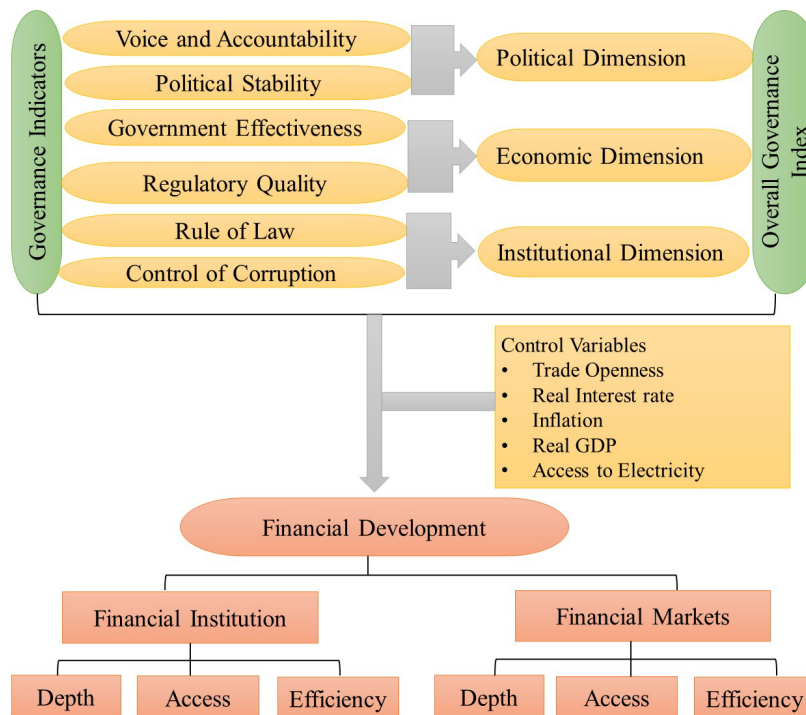 Governance Indicators
Voice and Accountability
Political Stability
Government Effectiveness
Regulatory Quality
Rule of Law
Control of Corruption
Political Dimension
Economic Dimension
Institutional Dimension
Overall Governance
Index
Control Variables
• Trade Openness
• Real Interest rate
• Inflation
• Real GDP
• Access to Electricity
Financial Development
Financial Institution
Financial Markets
Depth
Access
Efficiency
Depth
Access
Efficiency